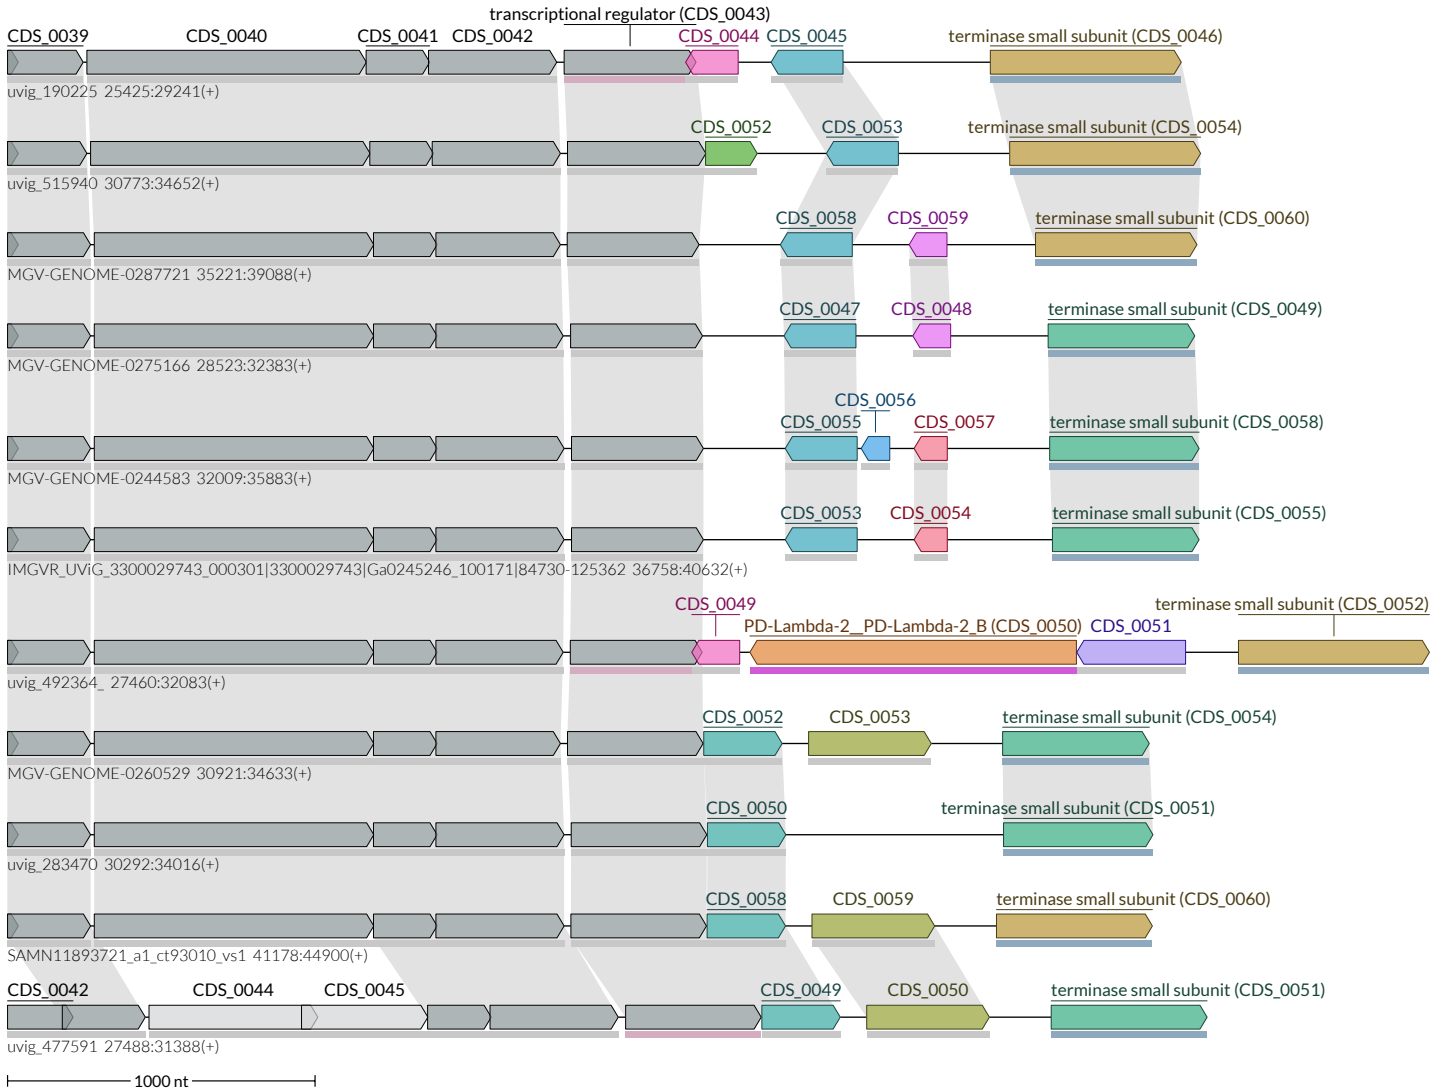 transcriptional regulator (CDS_0043)
CDS_0039 CDS_0040 CDS_0041 CDS_0042 CDS_0044 CDS_0045 terminase small subunit (CDS_0046)
uvig_190225 25425:29241(+)
CDS_0052 CDS_0053 terminase small subunit (CDS_0054)
uvig_515940 30773:34652(+)
CDS_0058 CDS_0059 terminase small subunit (CDS_0060)
MGV-GENOME-0287721 35221:39088(+)
CDS_0047 CDS_0048 terminase small subunit (CDS_0049)
MGV-GENOME-0275166 28523:32383(+)
CDS_0056
CDS_0055 CDS_0057 terminase small subunit (CDS_0058)
MGV-GENOME-0244583 32009:35883(+)
CDS_0053 CDS_0054 terminase small subunit (CDS_0055)
IMGVR_UViG_3300029743_000301|3300029743|Ga0245246_100171|84730-125362 36758:40632(+)
CDS_0049 terminase small subunit (CDS_0052)
PD-Lambda-2__PD-Lambda-2_B (CDS_0050) CDS_0051
uvig_492364_ 27460:32083(+)
CDS_0052 CDS_0053 terminase small subunit (CDS_0054)
MGV-GENOME-0260529 30921:34633(+)
CDS_0050 terminase small subunit (CDS_0051)
uvig_283470 30292:34016(+)
CDS_0058 CDS_0059 terminase small subunit (CDS_0060)
SAMN11893721_a1_ct93010_vs1 41178:44900(+)
CDS_0042 CDS_0044 CDS_0045 CDS_0049 CDS_0050 terminase small subunit (CDS_0051)
uvig_477591 27488:31388(+)
1000 nt